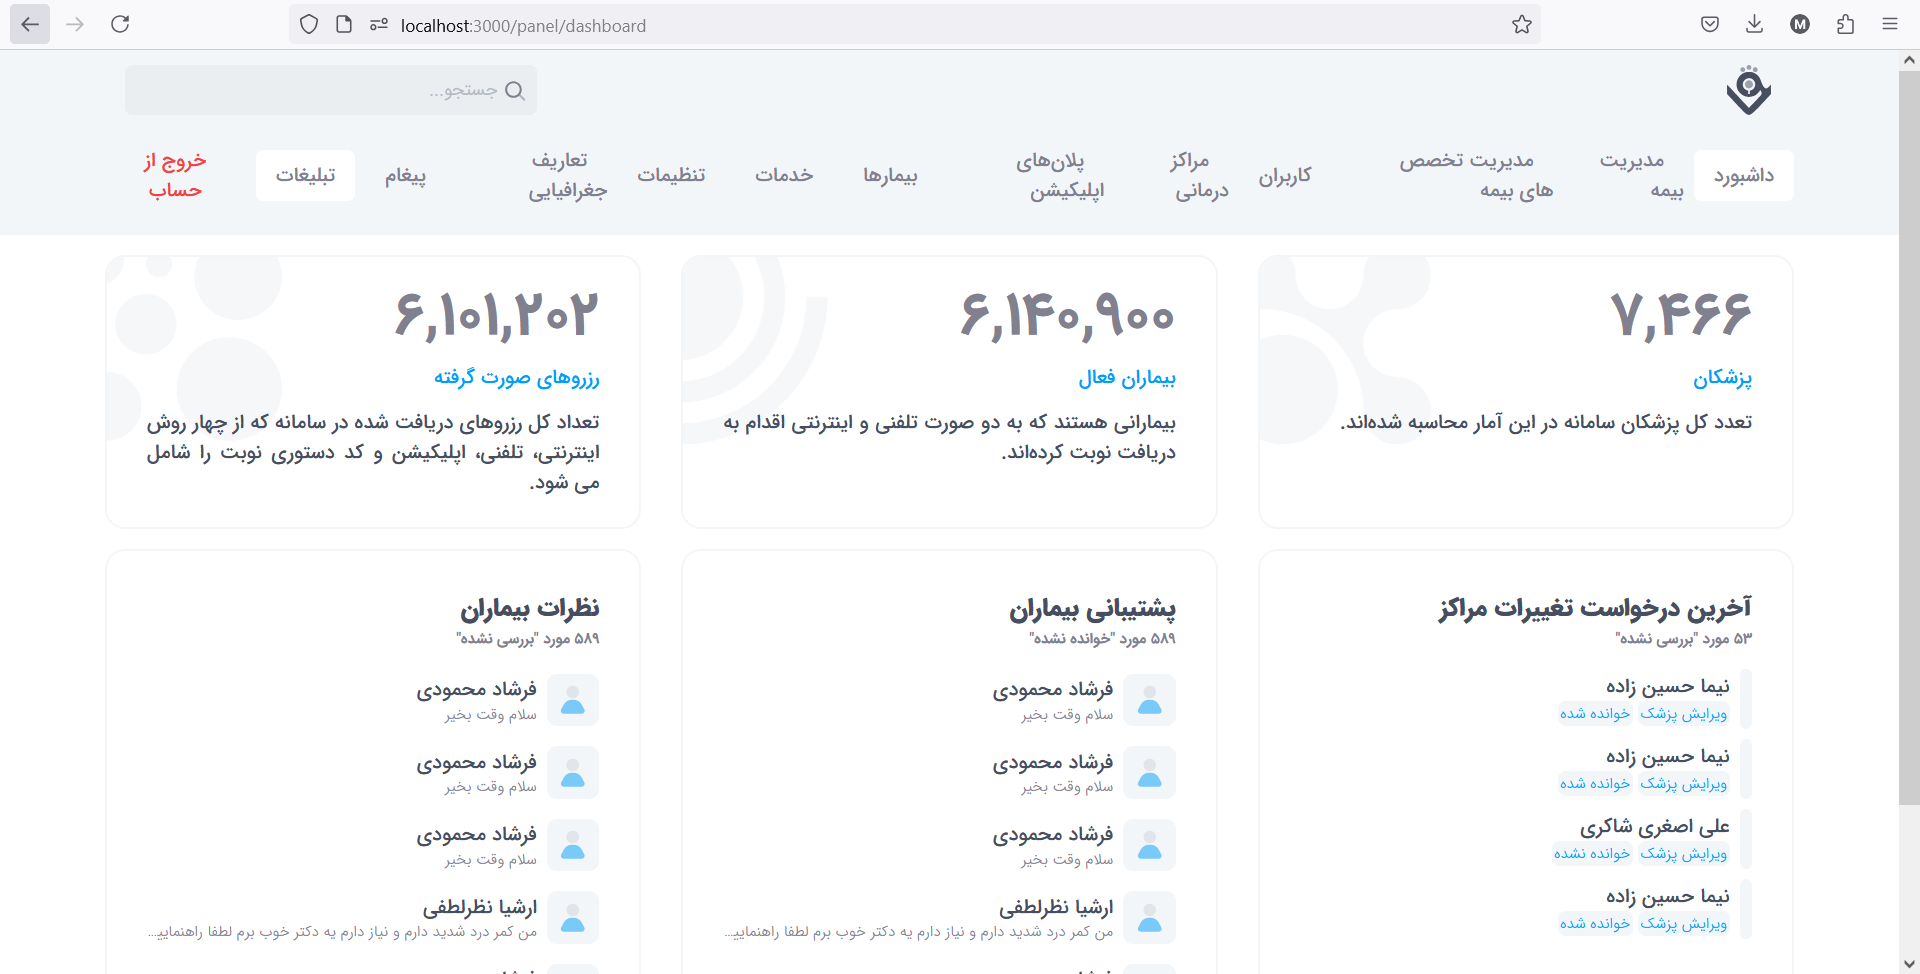 localhost:3000/panel/dashboard
جستجو...
داشبورد
مدیریت
بیمه
مدیریت تخصص
های بیمه
کاربران
مراکز
درمانی
پلان‌های
اپلیکیشن
بیمارها
خدمات
تنظیمات
تعاریف
جغرافیایی
پیغام
تبلیغات
خروج از
حساب
۷,۴۶۶
پزشکان
تعدد کل پزشکان سامانه در این آمار محاسبه شده‌اند.
۶,۱۴۰,۹۰۰
بیماران فعال
بیمارانی هستند که به دو صورت تلفنی و اینترنتی اقدام به
دریافت نوبت کرده‌اند.
۶,۱۰۱,۲۰۲
رزروهای صورت گرفته
تعداد کل رزروهای دریافت شده در سامانه که از چهار روش
اینترنتی، تلفنی، اپلیکیشن و کد دستوری نوبت را شامل
می شود.
آخرین درخواست تغییرات مراکز
۵۳ مورد "بررسی نشده"
نیما حسین زاده
ویرایش پزشک خوانده شده
نیما حسین زاده
ویرایش پزشک خوانده شده
علی اصغری شاکری
ویرایش پزشک خوانده نشده
نیما حسین زاده
ویرایش پزشک خوانده شده
پشتیبانی بیماران
۵۸۹ مورد "خوانده نشده"
فرشاد محمودی
سلام وقت بخیر
فرشاد محمودی
سلام وقت بخیر
فرشاد محمودی
سلام وقت بخیر
ارشیا نظرلطفی
من کمر درد شدید دارم و نیاز دارم یه دکتر خوب برم لطفا راهنمایی...
نظرات بیماران
۵۸۹ مورد "بررسی نشده"
فرشاد محمودی
سلام وقت بخیر
فرشاد محمودی
سلام وقت بخیر
فرشاد محمودی
سلام وقت بخیر
ارشیا نظرلطفی
من کمر درد شدید دارم و نیاز دارم یه دکتر خوب برم لطفا راهنمایی...